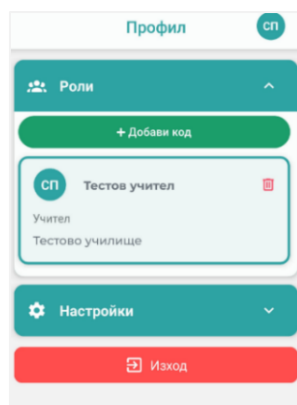 Профил
СП
Роли
+ Добави код
СП
Тестов учител
Учител
Тестово училище
Настройки
Изход